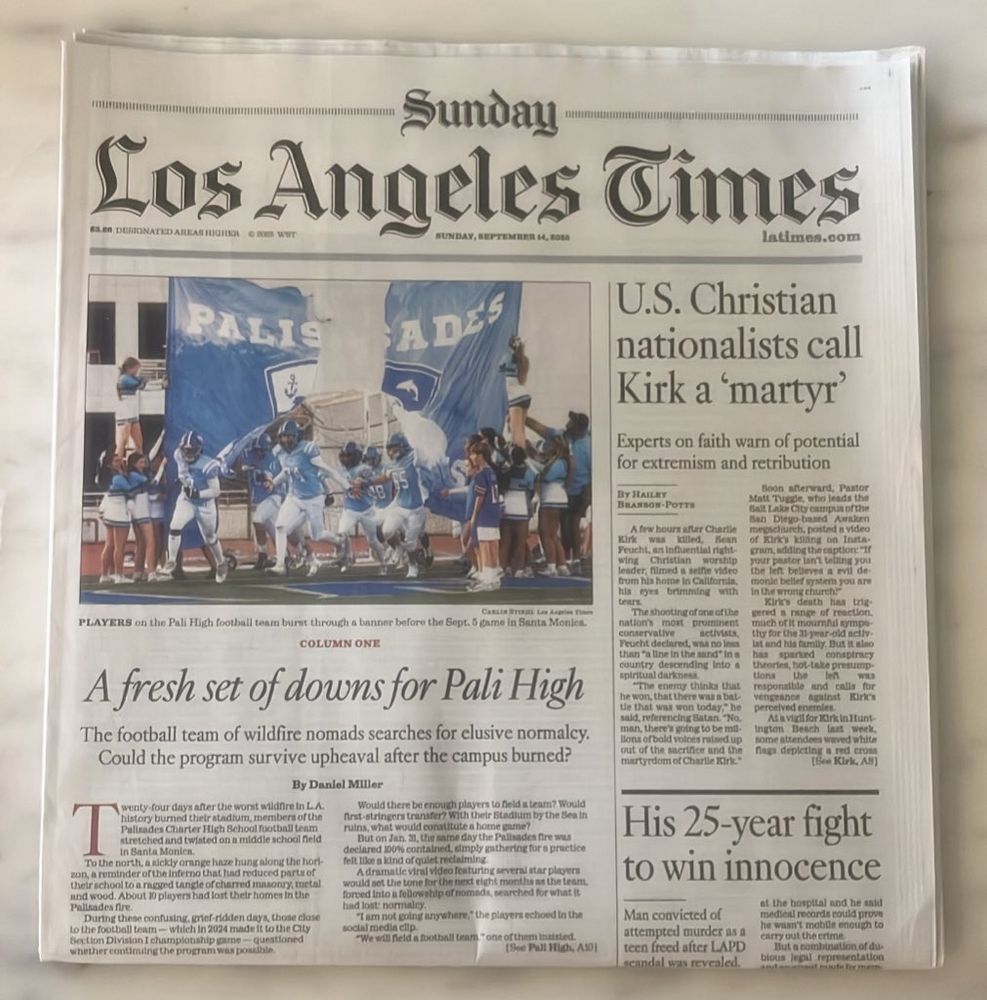 Sunday
Los Angeles Times
DESIGNATED AREAS HIGHER © 2025 WST
SUNDAY, SEPTEMBER 14, 2025
latimes.com
PALIS ADES
55
U.S. Christian
nationalists call
Kirk a ‘martyr’
Experts on faith warn of potential
for extremism and retribution
By Hailey
Branson-Potts
A few hours after Charlie
Kirk was killed, Sean
Feucht, an influential right-
wing Christian worship
leader, filmed a selfie video
from his home in California,
his eyes brimming with
tears.
The shooting of one of the
nation’s most prominent
conservative activists,
Feucht declared, was no less
than “a line in the sand” in a
country descending into a
spiritual darkness.
“The enemy thinks that
he won, that there was a bat-
tle that was won today,” he
said, referencing Satan. “No,
man, there’s going to be mil-
lions of bold voices raised up
out of the sacrifice and the
martyrdom of Charlie Kirk.”
Soon afterward, Pastor
Matt Tuggle, who leads the
Salt Lake City campus of the
San Diego-based Awaken
megachurch, posted a video
of Kirk’s killing on Insta-
gram, adding the caption: “If
your pastor isn’t telling you
the left believes a evil de-
monic belief system you are
in the wrong church!”
Kirk’s death has trig-
gered a range of reaction,
much of it mournful sympa-
thy for the 31-year-old activ-
ist and his family. But it also
has sparked conspiracy
theories, hot-take presump-
tions the left was
responsible and calls for
vengeance against Kirk’s
perceived enemies.
At a vigil for Kirk in Hunt-
ington Beach last week,
some attendees waved white
flags depicting a red cross
[See Kirk, A8]
Carlin Stiehl Los Angeles Times
PLAYERS on the Pali High football team burst through a banner before the Sept. 5 game in Santa Monica.
COLUMN ONE
A fresh set of downs for Pali High
The football team of wildfire nomads searches for elusive normalcy.
Could the program survive upheaval after the campus burned?
By Daniel Miller
Twenty-four days after the worst wildfire in L.A.
history burned their stadium, members of the
Palisades Charter High School football team
stretched and twisted on a middle school field
in Santa Monica.
To the north, a sickly orange haze hung along the hori-
zon, a reminder of the inferno that had reduced parts of
their school to a ragged tangle of charred masonry, metal
and wood. About 10 players had lost their homes in the
Palisades fire.
During these confusing, grief-ridden days, those close
to the football team — which in 2024 made it to the City
Section Division I championship game — questioned
whether continuing the program was possible.
Would there be enough players to field a team? Would
first-stringers transfer? With their Stadium by the Sea in
ruins, what would constitute a home game?
But on Jan. 31, the same day the Palisades fire was
declared 100% contained, simply gathering for a practice
felt like a kind of quiet reclaiming.
A dramatic viral video featuring several star players
would set the tone for the next eight months as the team,
forced into a fellowship of nomads, searched for what it
had lost: normalcy.
“I am not going anywhere,” the players echoed in the
social media clip.
“We will field a football team,” one of them insisted.
[See Pali High, A10]
His 25-year fight
to win innocence
Man convicted of
attempted murder as a
teen freed after LAPD
scandal was revealed.
at the hospital and he said
medical records could prove
he wasn’t mobile enough to
carry out the crime.
But a combination of du-
bious legal representation